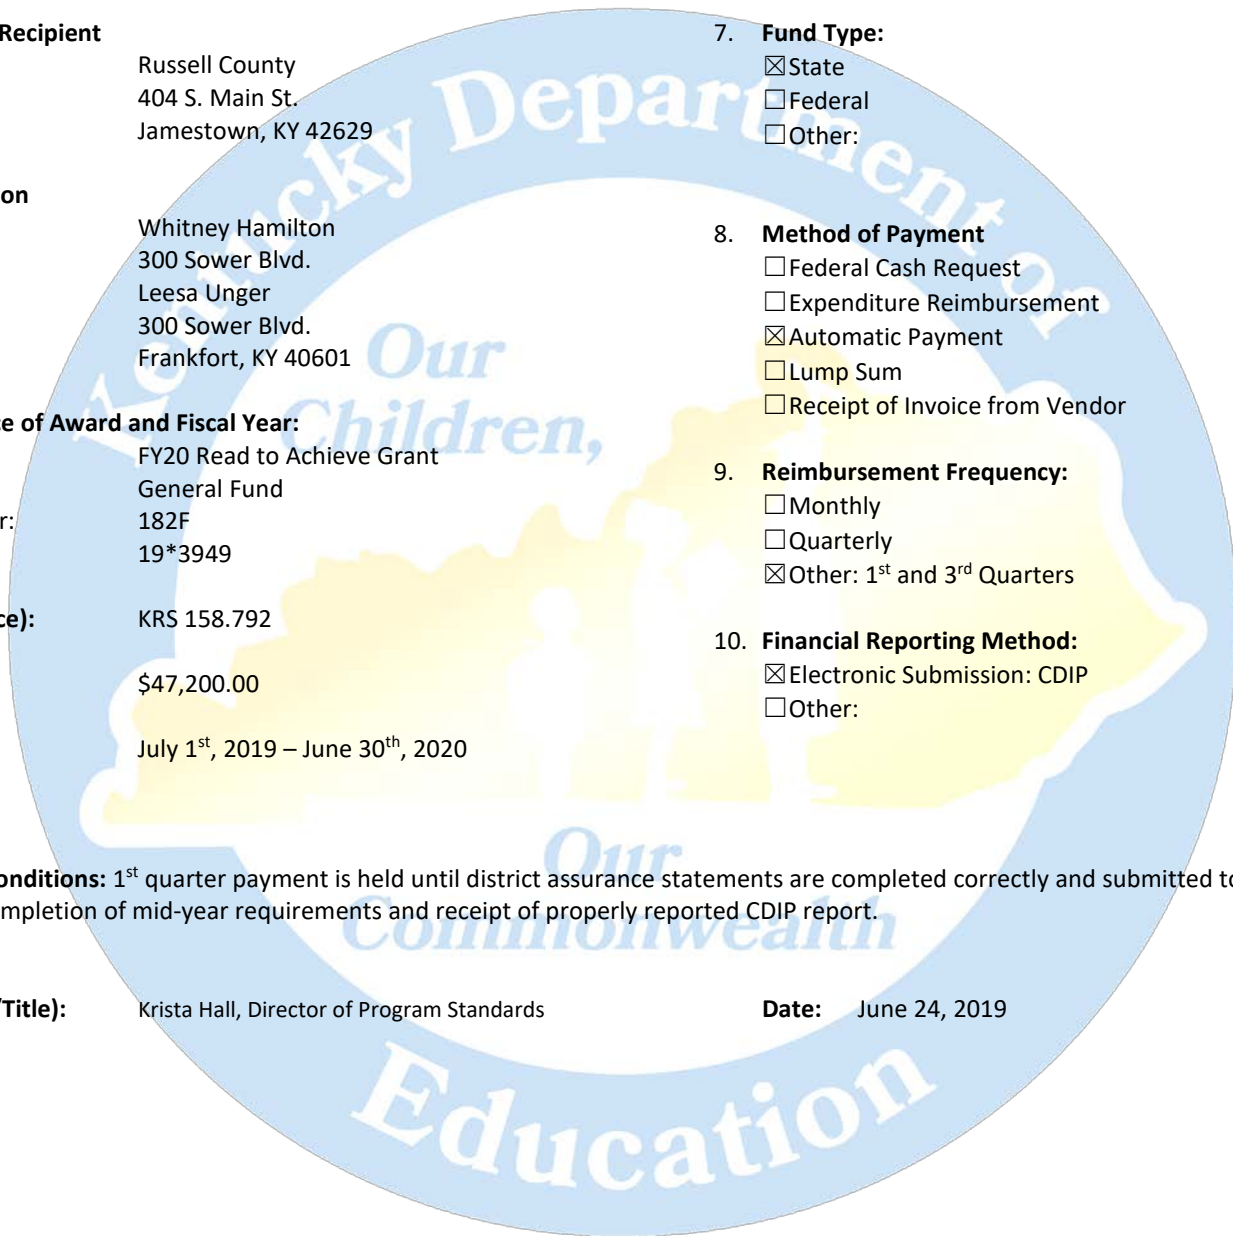 Recipient
Russell County
404 S. Main St.
Jamestown, KY 42629
on
Whitney Hamilton
300 Sower Blvd.
Leesa Unger
300 Sower Blvd.
Frankfort, KY 40601
e of Award and Fiscal Year:
FY20 Read to Achieve Grant
General Fund
r: 182F
19*3949
ce): KRS 158.792
$47,200.00
July 1st, 2019 – June 30th, 2020
7. Fund Type:
☒State
☐Federal
☐Other:
8. Method of Payment
☐Federal Cash Request
☐Expenditure Reimbursement
☒Automatic Payment
☐Lump Sum
☐Receipt of Invoice from Vendor
9. Reimbursement Frequency:
☐Monthly
☐Quarterly
☒Other: 1st and 3rd Quarters
10. Financial Reporting Method:
☒Electronic Submission: CDIP
☐Other:
onditions: 1st quarter payment is held until district assurance statements are completed correctly and submitted to
mpletion of mid-year requirements and receipt of properly reported CDIP report.
/Title): Krista Hall, Director of Program Standards Date: June 24, 2019
Kentucky Department of
Education
Our
Children,
Our
Commonwealth